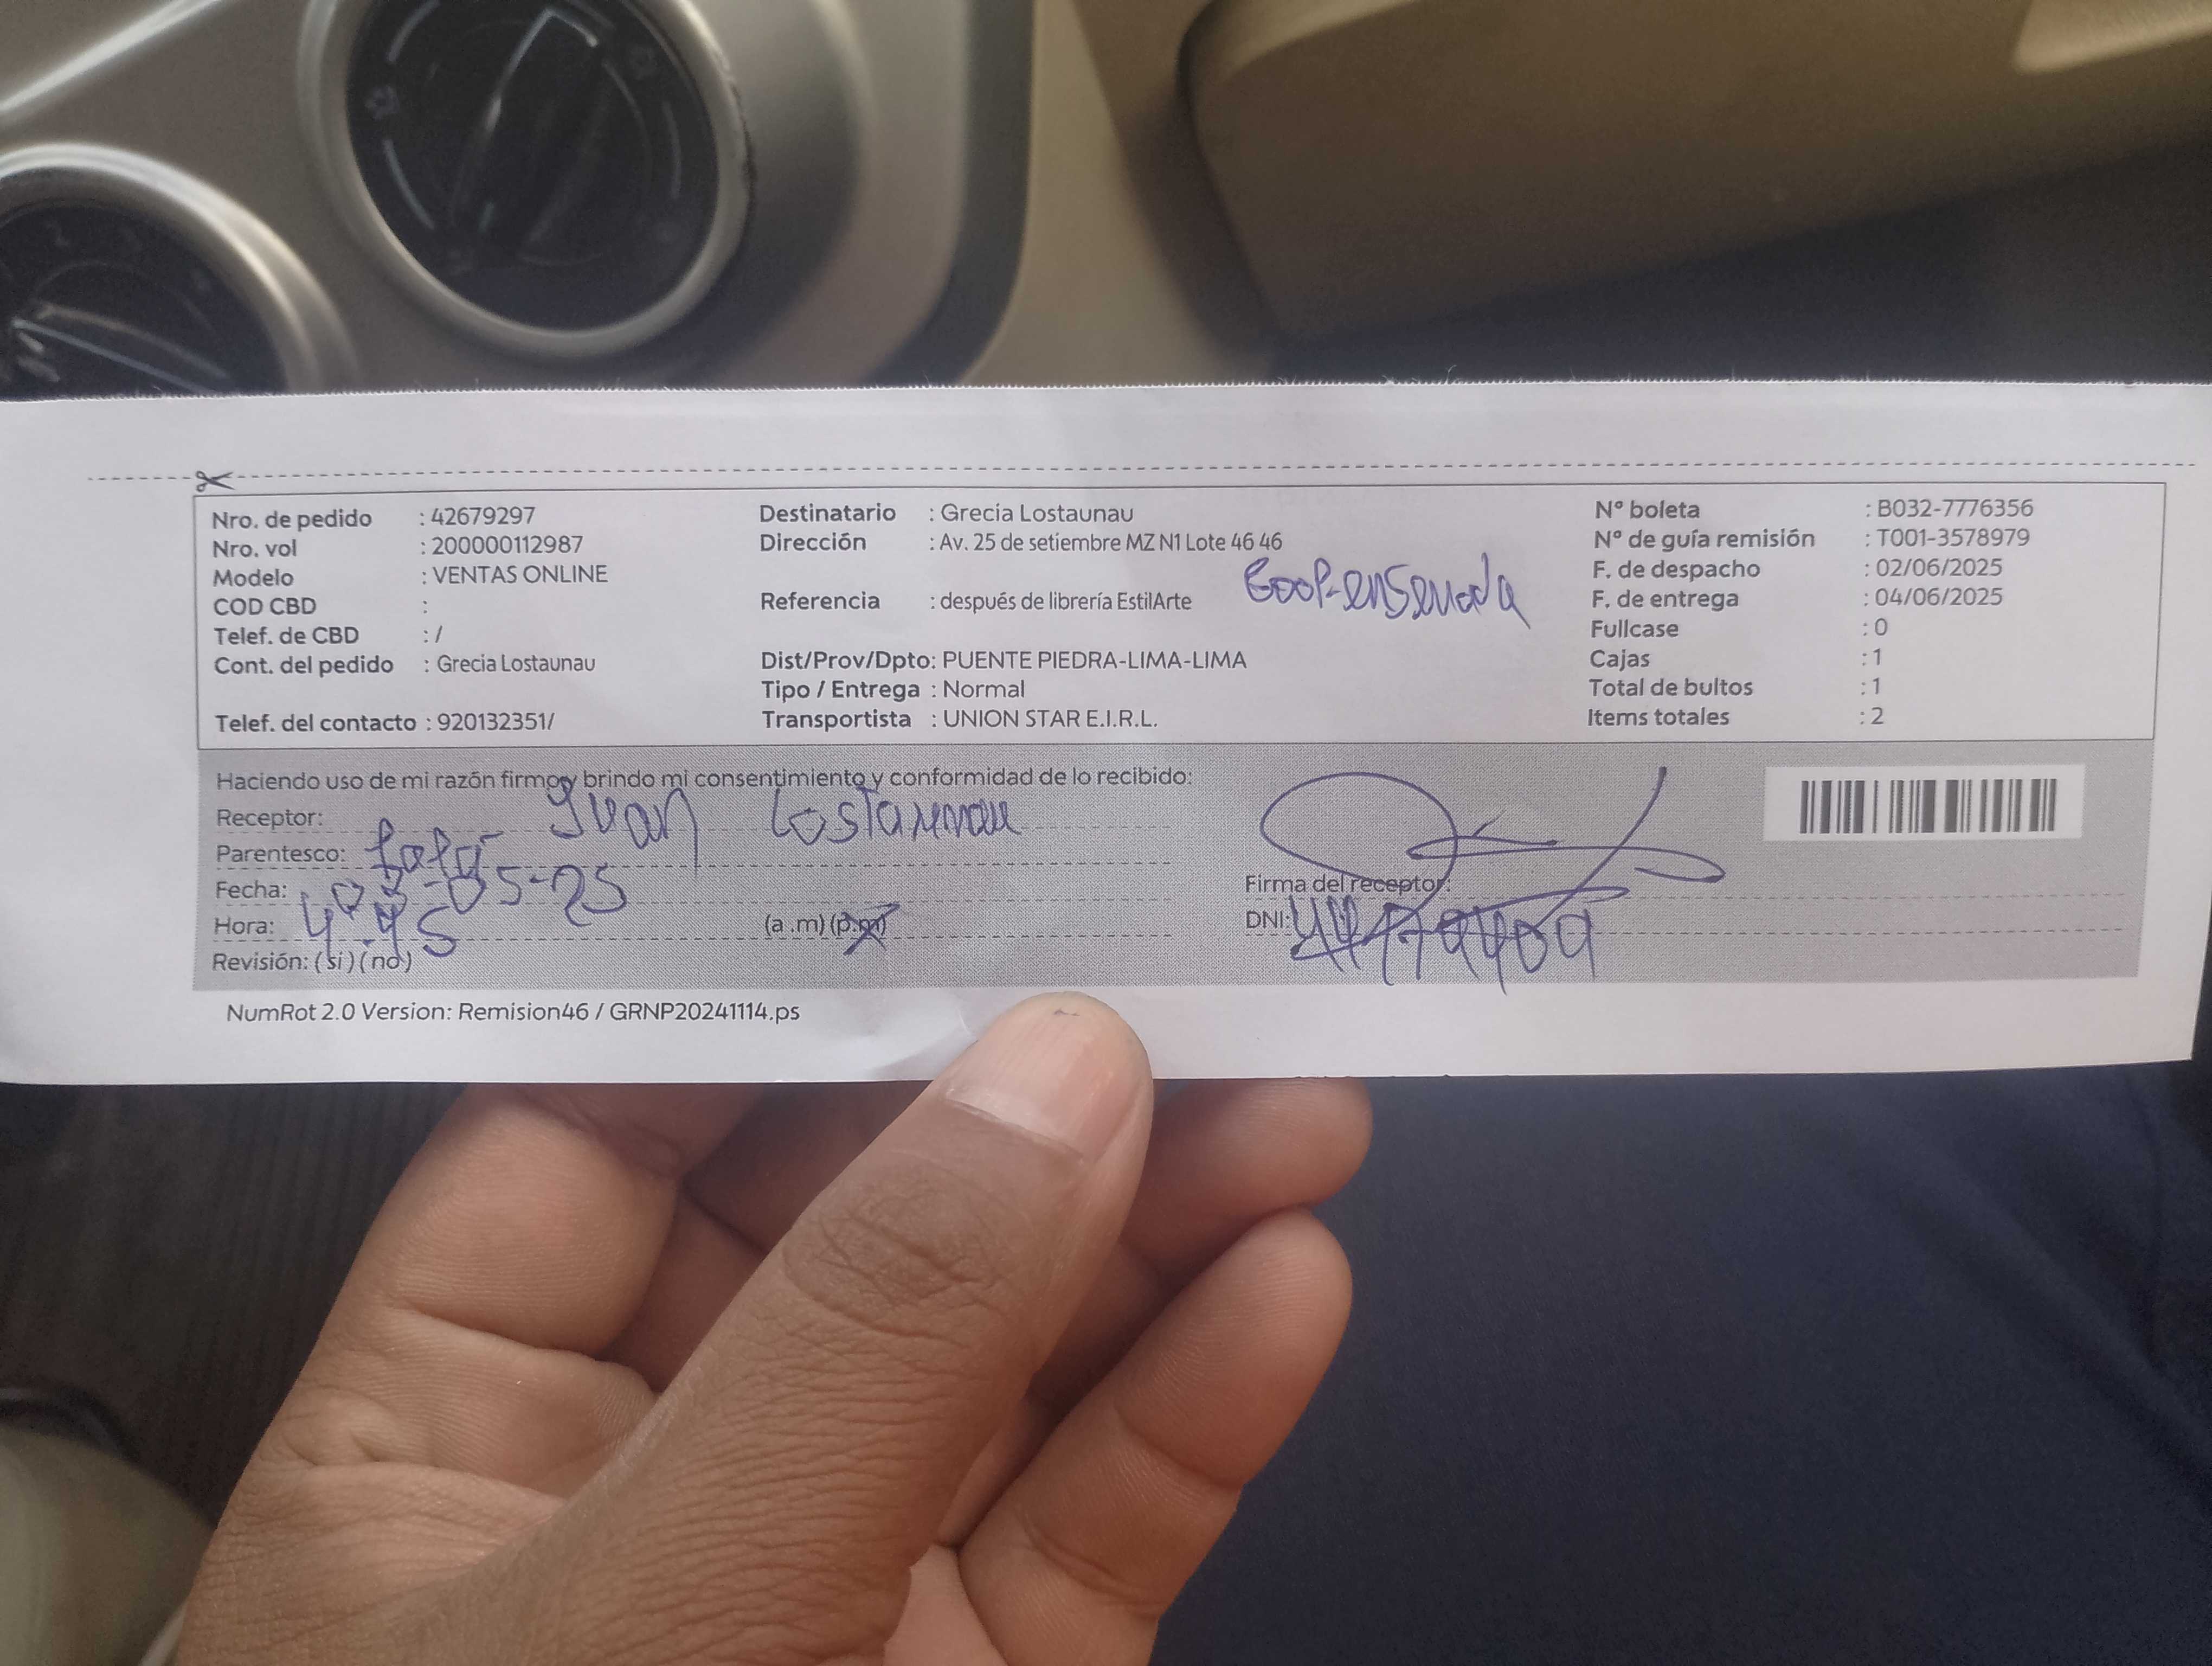 Nro. de pedido : 42679297
Nro. vol : 200000112987
Modelo : VENTAS ONLINE
COD CBD :
Telef. de CBD : /
Cont. del pedido : Grecia Lostaunau
Telef. del contacto : 920132351/
Destinatario : Grecia Lostaunau
Dirección : Av. 25 de setiembre MZ N1 Lote 46 46
Referencia : después de librería EstilArte
Dist/Prov/Dpto: PUENTE PIEDRA-LIMA-LIMA
Tipo / Entrega : Normal
Transportista : UNION STAR E.I.R.L.
N° boleta : B032-7776356
N° de guía remisión : T001-3578979
F. de despacho : 02/06/2025
F. de entrega : 04/06/2025
Fullcase : 0
Cajas : 1
Total de bultos : 1
Items totales : 2
Haciendo uso de mi razón firmo y brindo mi consentimiento y conformidad de lo recibido:
Receptor: Juan Lostaunau
Parentesco: Papá
Fecha: -05-25
Hora: 4.45 (a .m) (p.m)
Revisión: (si) (no)
Firma del receptor:
DNI:
NumRot 2.0 Version: Remision46 / GRNP20241114.ps